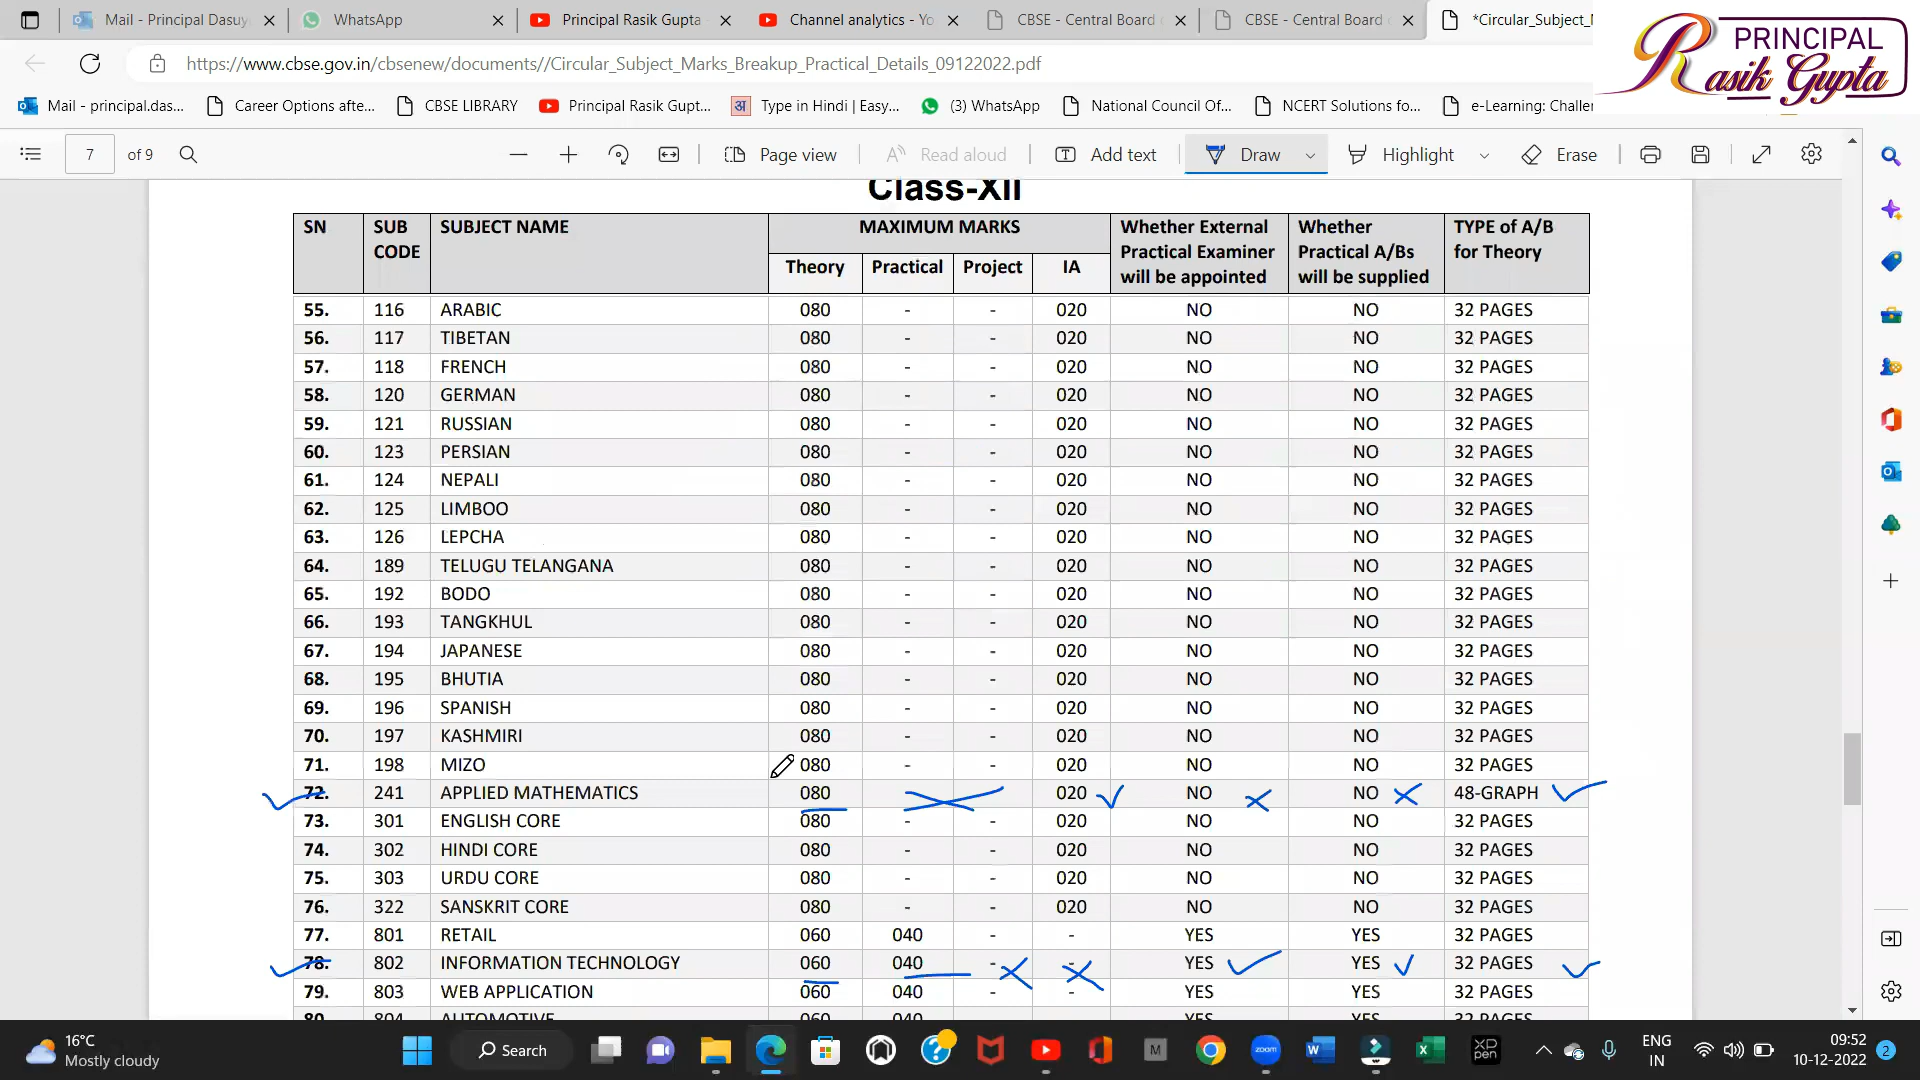 Mail - Principal Dasuy
WhatsApp
Principal Rasik Gupta
Channel analytics - Yo
CBSE - Central Board
CBSE - Central Board
*Circular_Subject_
PRINCIPAL
Rasik Gupta
https://www.cbse.gov.in/cbsenew/documents//Circular_Subject_Marks_Breakup_Practical_Details_09122022.pdf
Mail - principal.das...
Career Options afte...
CBSE LIBRARY
Principal Rasik Gupt...
अ
Type in Hindi | Easy...
(3) WhatsApp
National Council Of...
NCERT Solutions fo...
e-Learning: Challer
7 of 9
Page view
Read aloud
Add text
Draw
Highlight
Erase
Class-XII
SN SUB CODE SUBJECT NAME MAXIMUM MARKS Whether External Practical Examiner will be appointed Whether Practical A/Bs will be supplied TYPE of A/B for Theory
Theory Practical Project IA
55. 116 ARABIC 080 - - 020 NO NO 32 PAGES
56. 117 TIBETAN 080 - - 020 NO NO 32 PAGES
57. 118 FRENCH 080 - - 020 NO NO 32 PAGES
58. 120 GERMAN 080 - - 020 NO NO 32 PAGES
59. 121 RUSSIAN 080 - - 020 NO NO 32 PAGES
60. 123 PERSIAN 080 - - 020 NO NO 32 PAGES
61. 124 NEPALI 080 - - 020 NO NO 32 PAGES
62. 125 LIMBOO 080 - - 020 NO NO 32 PAGES
63. 126 LEPCHA 080 - - 020 NO NO 32 PAGES
64. 189 TELUGU TELANGANA 080 - - 020 NO NO 32 PAGES
65. 192 BODO 080 - - 020 NO NO 32 PAGES
66. 193 TANGKHUL 080 - - 020 NO NO 32 PAGES
67. 194 JAPANESE 080 - - 020 NO NO 32 PAGES
68. 195 BHUTIA 080 - - 020 NO NO 32 PAGES
69. 196 SPANISH 080 - - 020 NO NO 32 PAGES
70. 197 KASHMIRI 080 - - 020 NO NO 32 PAGES
71. 198 MIZO 080 - - 020 NO NO 32 PAGES
72. 241 APPLIED MATHEMATICS 080 020 NO NO 48-GRAPH
73. 301 ENGLISH CORE 080 - - 020 NO NO 32 PAGES
74. 302 HINDI CORE 080 - - 020 NO NO 32 PAGES
75. 303 URDU CORE 080 - - 020 NO NO 32 PAGES
76. 322 SANSKRIT CORE 080 - - 020 NO NO 32 PAGES
77. 801 RETAIL 060 040 - - YES YES 32 PAGES
78. 802 INFORMATION TECHNOLOGY 060 040 - - YES YES 32 PAGES
79. 803 WEB APPLICATION 060 040 - - YES YES 32 PAGES
80. 804 AUTOMOTIVE 060 040 YES YES 32 PAGES
16°C
Mostly cloudy
Search
zoom
M
XD
pen
ENG
IN
09:52
10-12-2022
2